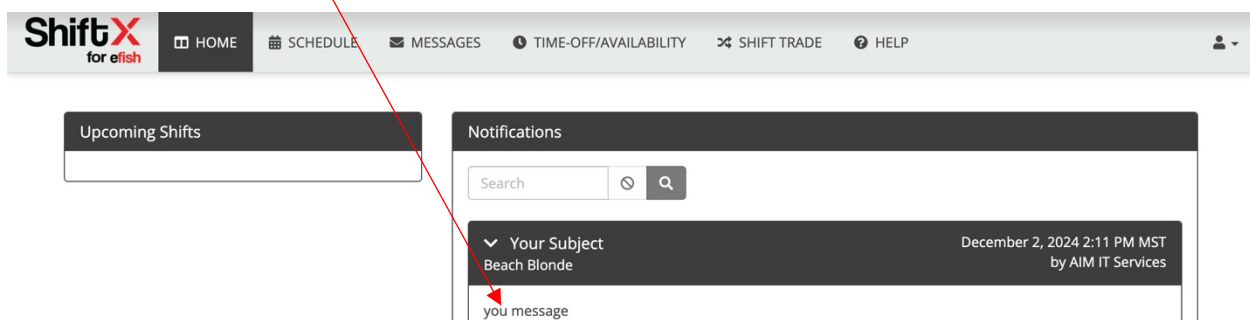 ShiftX
for efish
HOME
SCHEDULE
MESSAGES
TIME-OFF/AVAILABILITY
SHIFT TRADE
HELP
Upcoming Shifts
Notifications
Search
Your Subject
December 2, 2024 2:11 PM MST
Beach Blonde
by AIM IT Services
you message